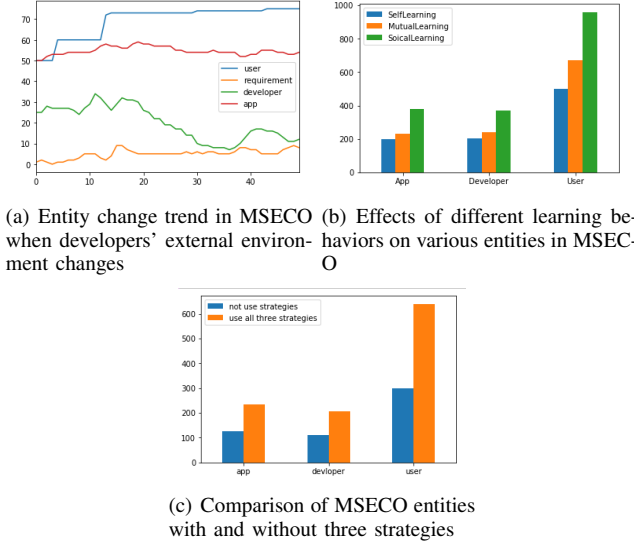 70
60
50
40
30
20
10
0
user
requirement
developer
app
0 10 20 30 40
1000
800
600
400
200
0
SelfLearning
MutualLearning
SoicalLearning
App Developer User
(a) Entity change trend in MSECO
when developers' external environ-
ment changes
(b) Effects of different learning be-
haviors on various entities in MSEC-
O
600
500
400
300
200
100
0
not use strategies
use all three strategies
app devloper user
(c) Comparison of MSECO entities
with and without three strategies